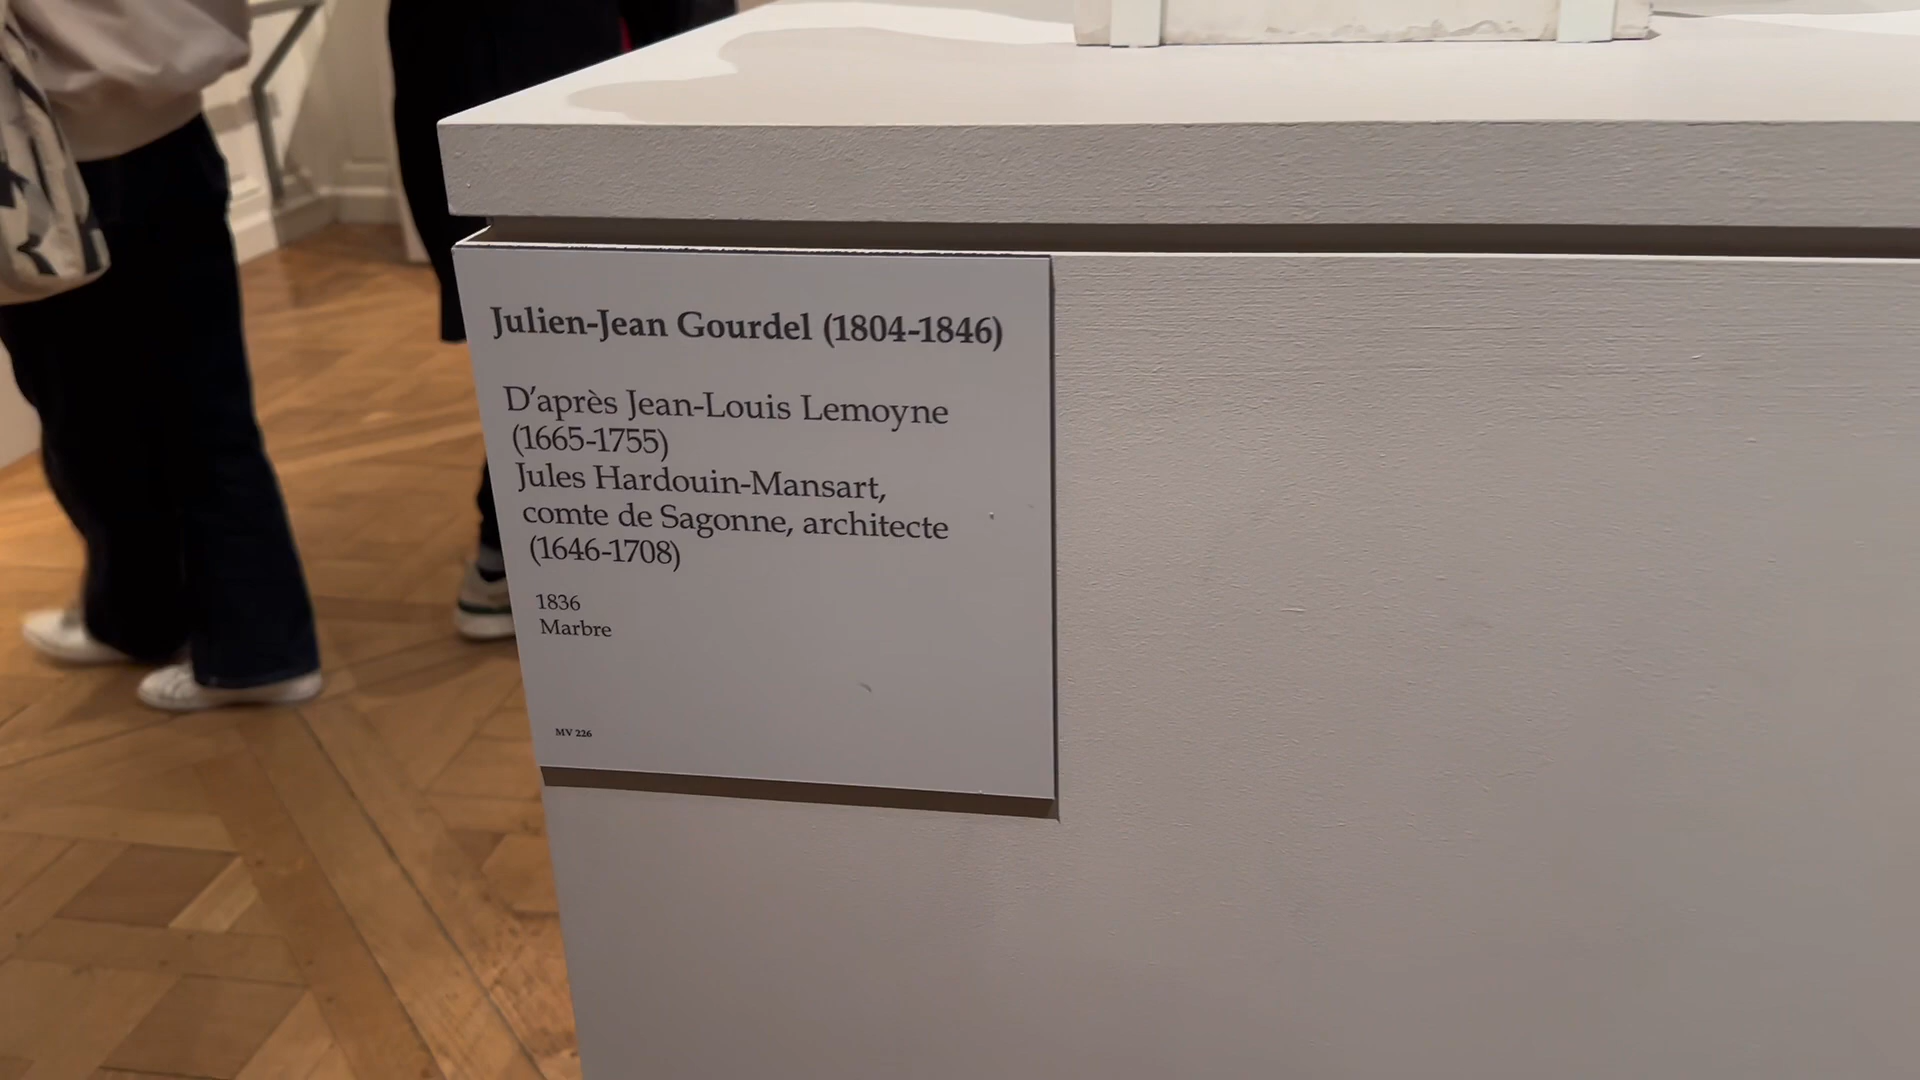 Julien-Jean Gourdel (1804-1846)
D'après Jean-Louis Lemoyne
(1665-1755)
Jules Hardouin-Mansart,
comte de Sagonne, architecte
(1646-1708)
1836
Marbre
MV 226